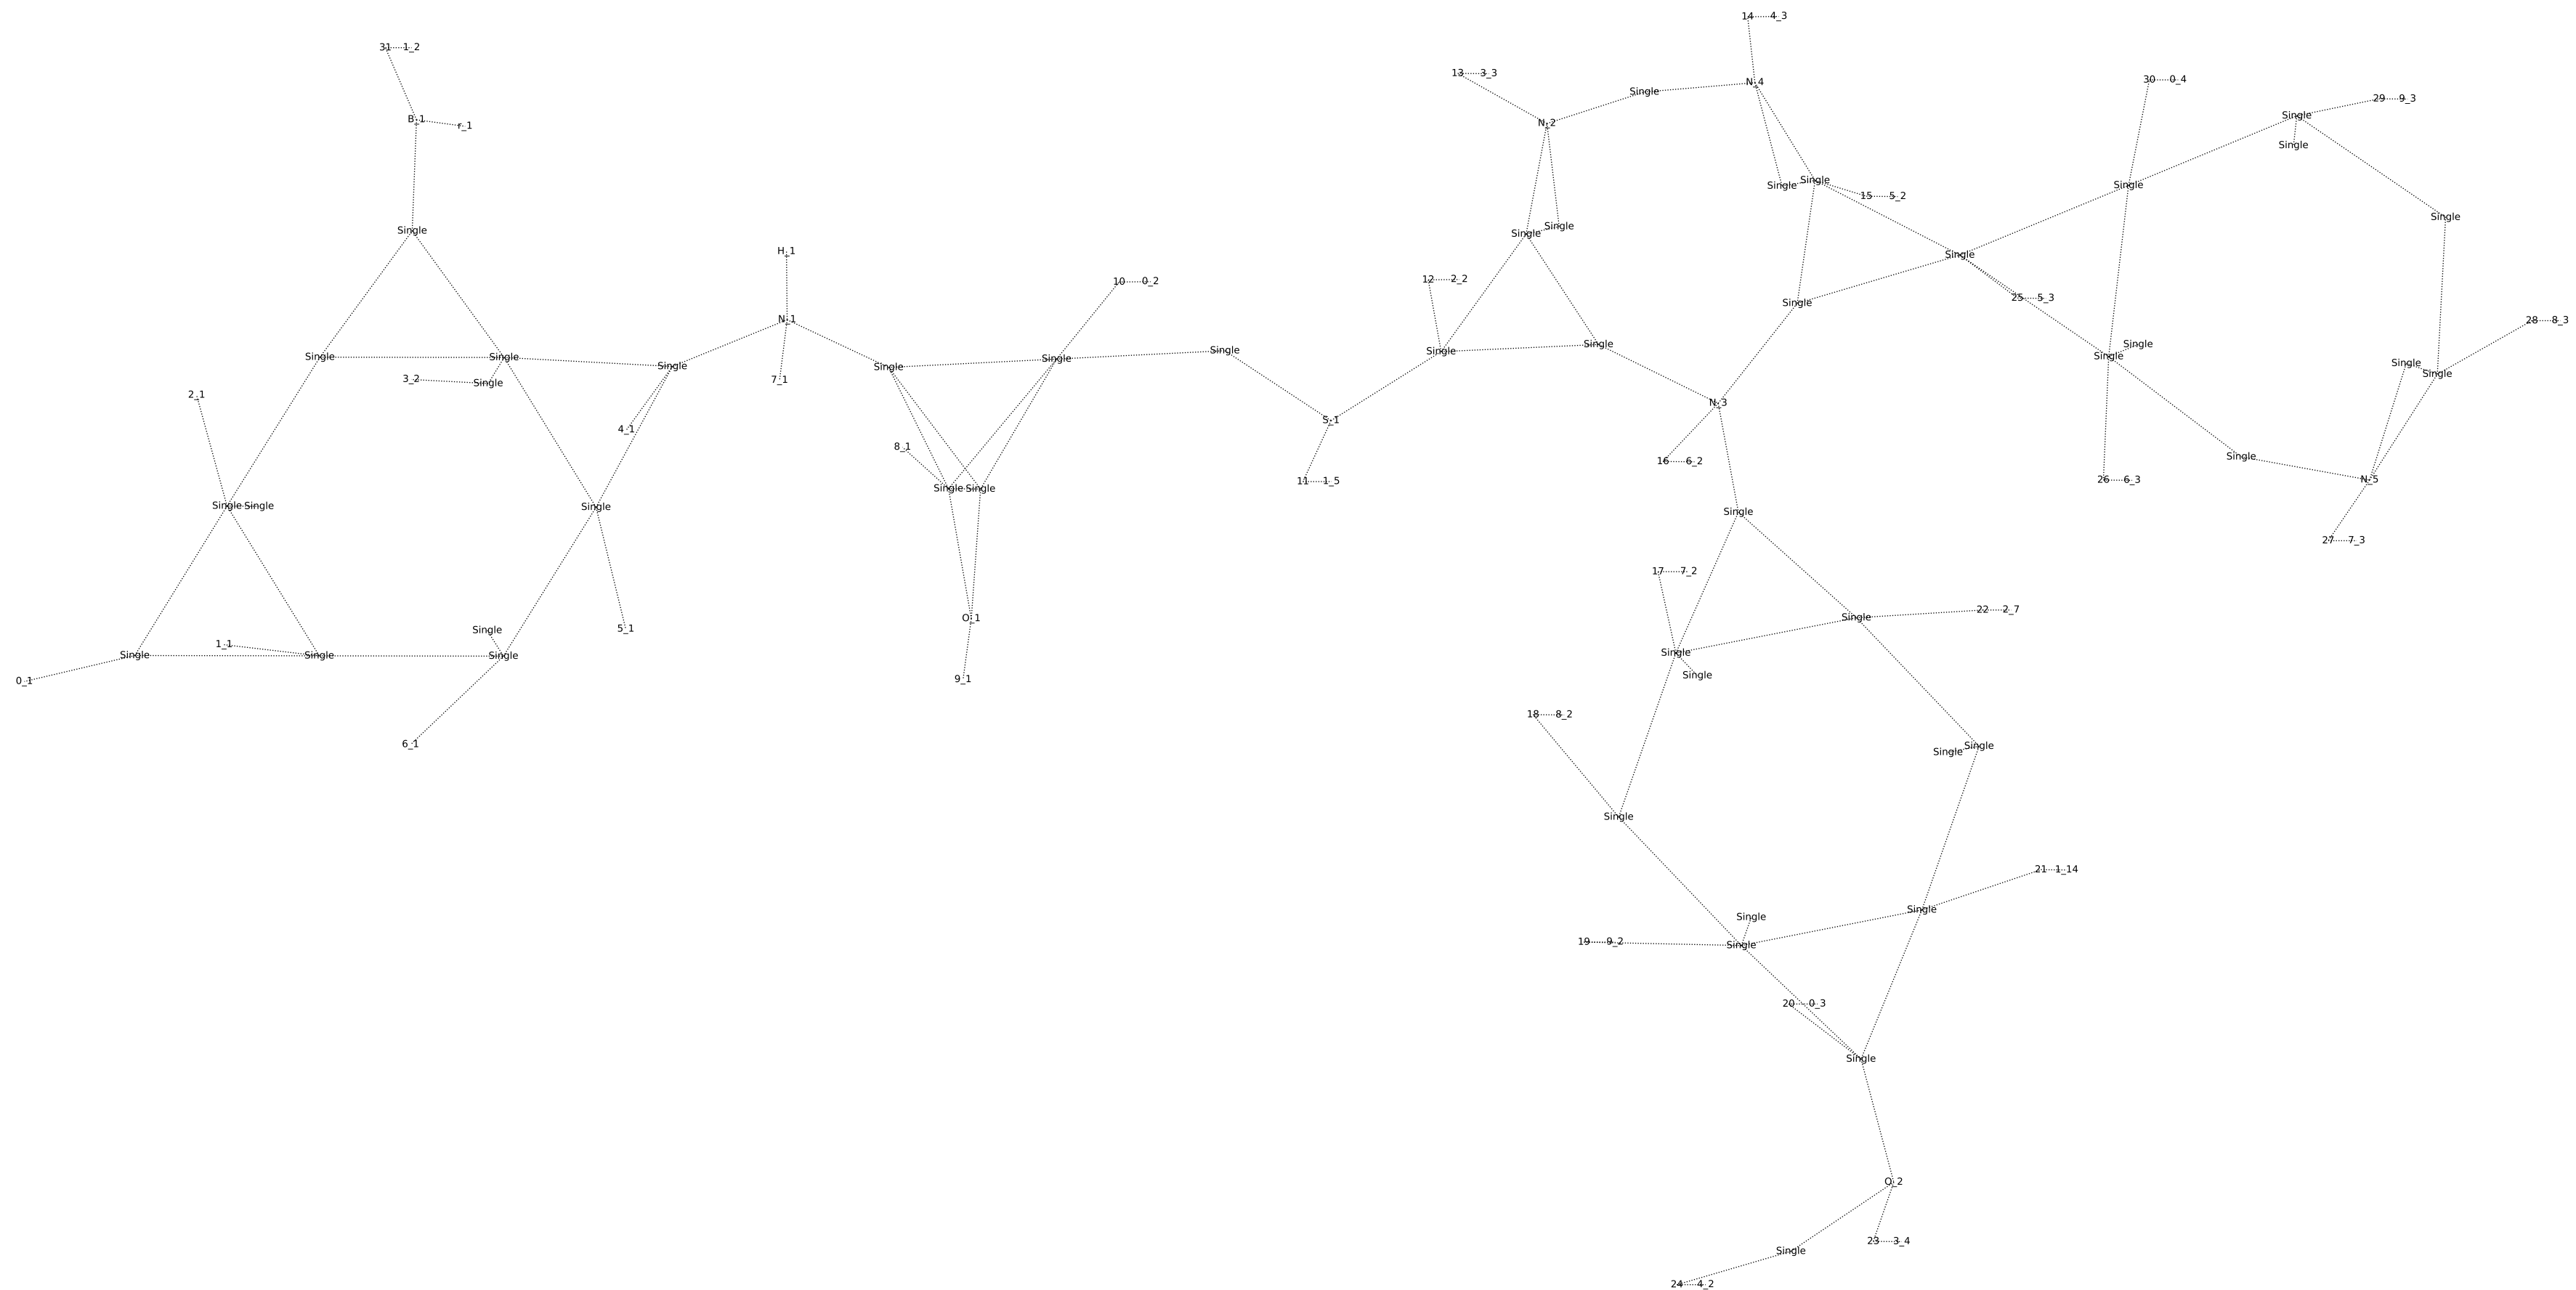 14 4_3
31 1_2
13 3_3
N_4
30 0_4
Single
29 9_3
B_1
r_1
N_2
Single
Single
Single
Single
Single
15 5_2
Single
Single
Single
Single
Single
H_1
Single
12 2_2
10 0_2
25 5_3
Single
N_1
28 8_3
Single
Single
Single
Single
Single
Single
Single
Single
Single
Single
Single
Single
3_2
Single
7_1
2_1
N_3
S_1
4_1
8_1
Single
16 6_2
26 6_3
N_5
11 1_5
Single
Single
Single Single
Single
Single
27 7_3
17 7_2
22 2_7
Single
O_1
5_1
Single
1_1
Single
Single
Single
Single
Single
0_1
9_1
18 8_2
6_1
Single
Single
Single
21 1_14
Single
Single
19 9_2
Single
20 0_3
Single
O_2
23 3_4
Single
24 4_2